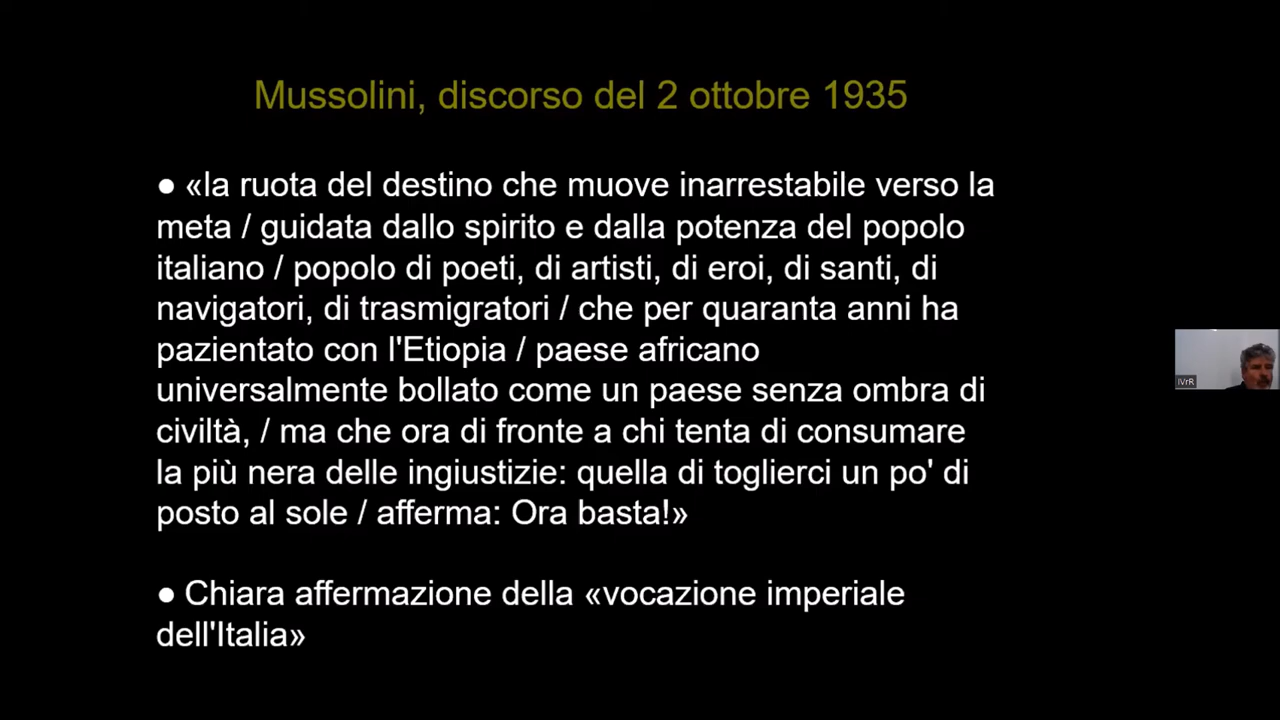 Mussolini, discorso del 2 ottobre 1935
● «la ruota del destino che muove inarrestabile verso la
meta / guidata dallo spirito e dalla potenza del popolo
italiano / popolo di poeti, di artisti, di eroi, di santi, di
navigatori, di trasmigratori / che per quaranta anni ha
pazientato con l'Etiopia / paese africano
universalmente bollato come un paese senza ombra di
civiltà, / ma che ora di fronte a chi tenta di consumare
la più nera delle ingiustizie: quella di toglierci un po' di
posto al sole / afferma: Ora basta!»
● Chiara affermazione della «vocazione imperiale
dell'Italia»
IVrR